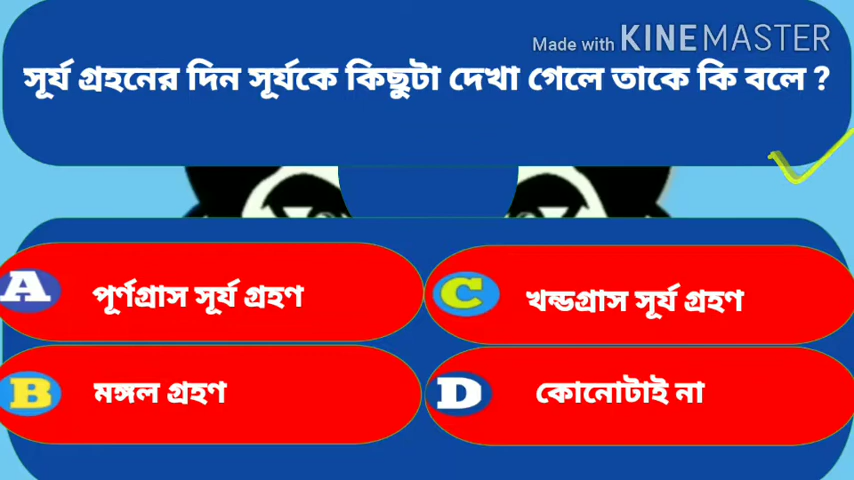 Made with KINEMASTER
সূর্য গ্রহনের দিন সূর্যকে কিছুটা দেখা গেলে তাকে কি বলে ?
A পূর্ণগ্রাস সূর্য গ্রহণ
C খন্ডগ্রাস সূর্য গ্রহণ
B মঙ্গল গ্রহণ
D কোনোটাই না